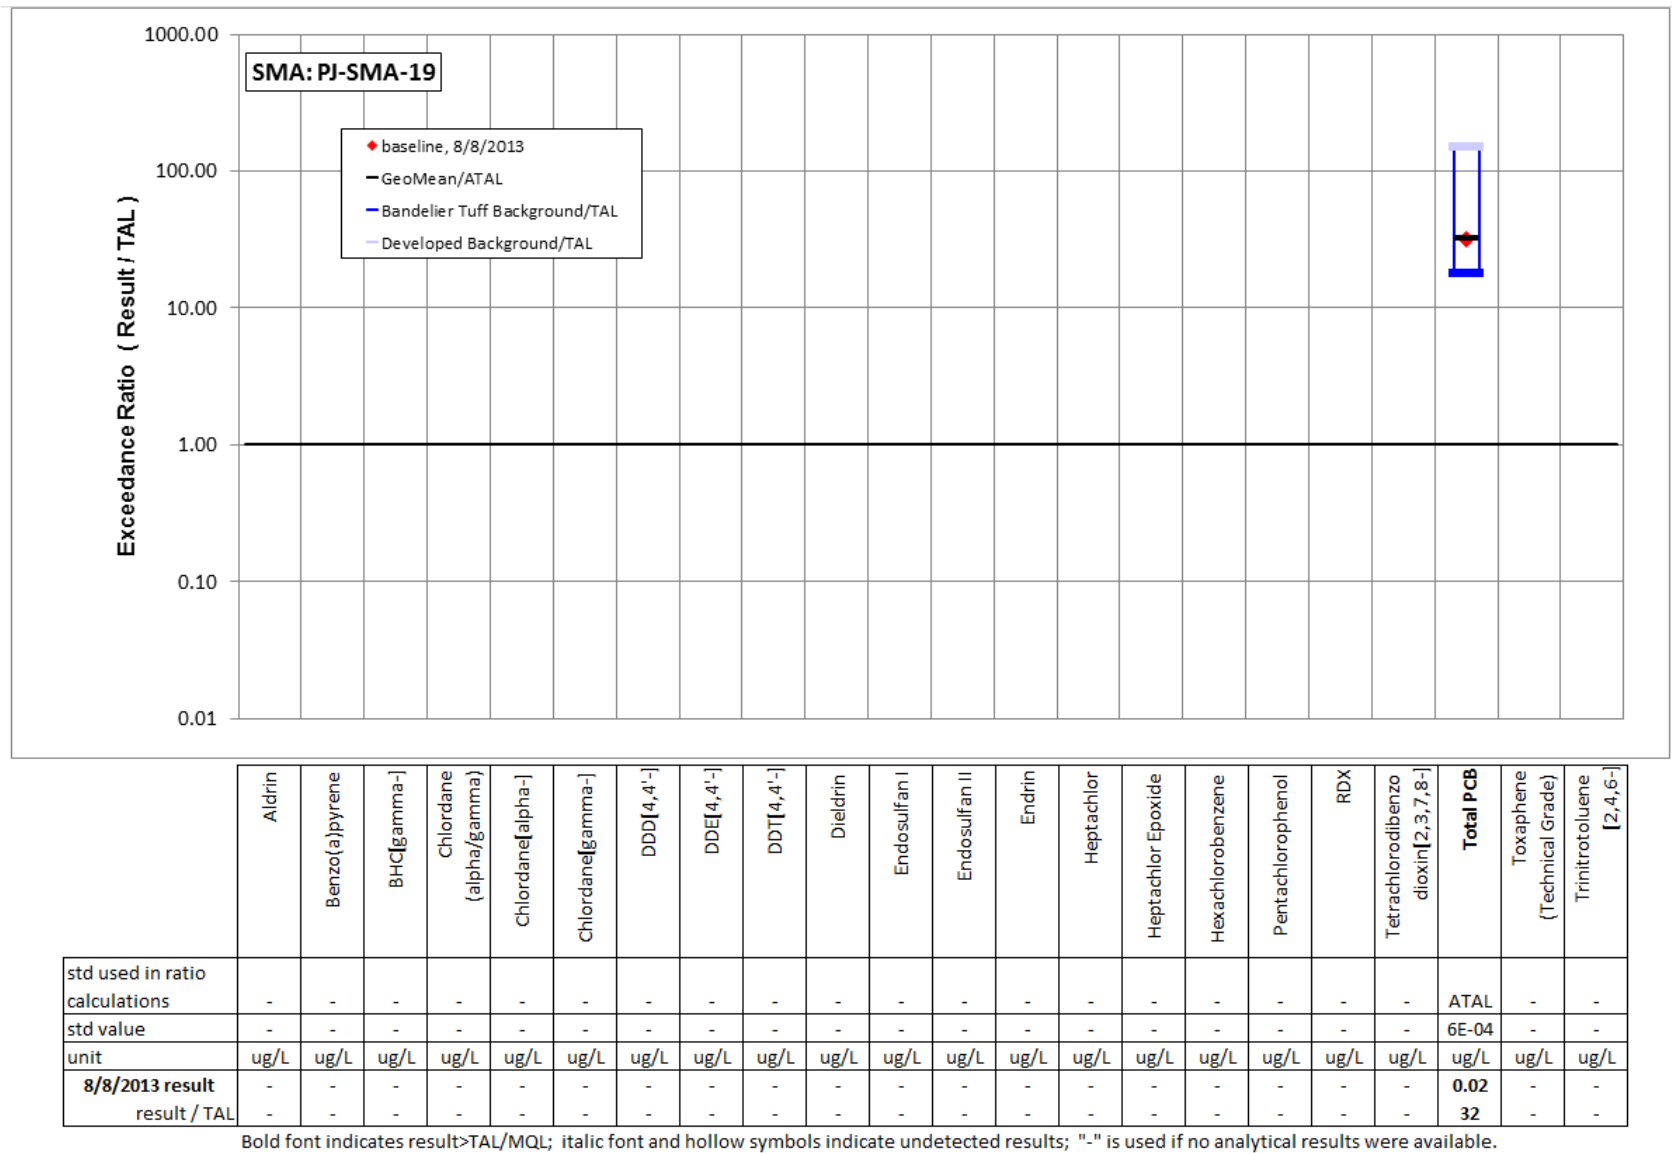 1000.00
SMA: PJ-SMA-19
baseline, 8/8/2013
GeoMean/ATAL
Bandelier Tuff Background/TAL
Developed Background/TAL
100.00
10.00
1.00
0.10
0.01
Exceedance Ratio ( Result / TAL )
Aldrin
Benzo(a)pyrene
BHC[gamma-]
Chlordane
(alpha/gamma)
Chlordane[alpha-]
Chlordane[gamma-]
DDD[4,4'-]
DDE[4,4'-]
DDT[4,4'-]
Dieldrin
Endosulfan I
Endosulfan II
Endrin
Heptachlor
Heptachlor Epoxide
Hexachlorobenzene
Pentachlorophenol
RDX
Tetrachlorodibenzo
dioxin[2,3,7,8-]
Total PCB
Toxaphene
(Technical Grade)
Trinitrotoluene
[2,4,6-]
std used in ratio
calculations - - - - - - - - - - - - - - - - - - - ATAL - -
std value - - - - - - - - - - - - - - - - - - - 6E-04 - -
unit ug/L ug/L ug/L ug/L ug/L ug/L ug/L ug/L ug/L ug/L ug/L ug/L ug/L ug/L ug/L ug/L ug/L ug/L ug/L ug/L ug/L ug/L
8/8/2013 result - - - - - - - - - - - - - - - - - - - 0.02 - -
result / TAL - - - - - - - - - - - - - - - - - - - 32 - -
Bold font indicates result>TAL/MQL; italic font and hollow symbols indicate undetected results; "-" is used if no analytical results were available.